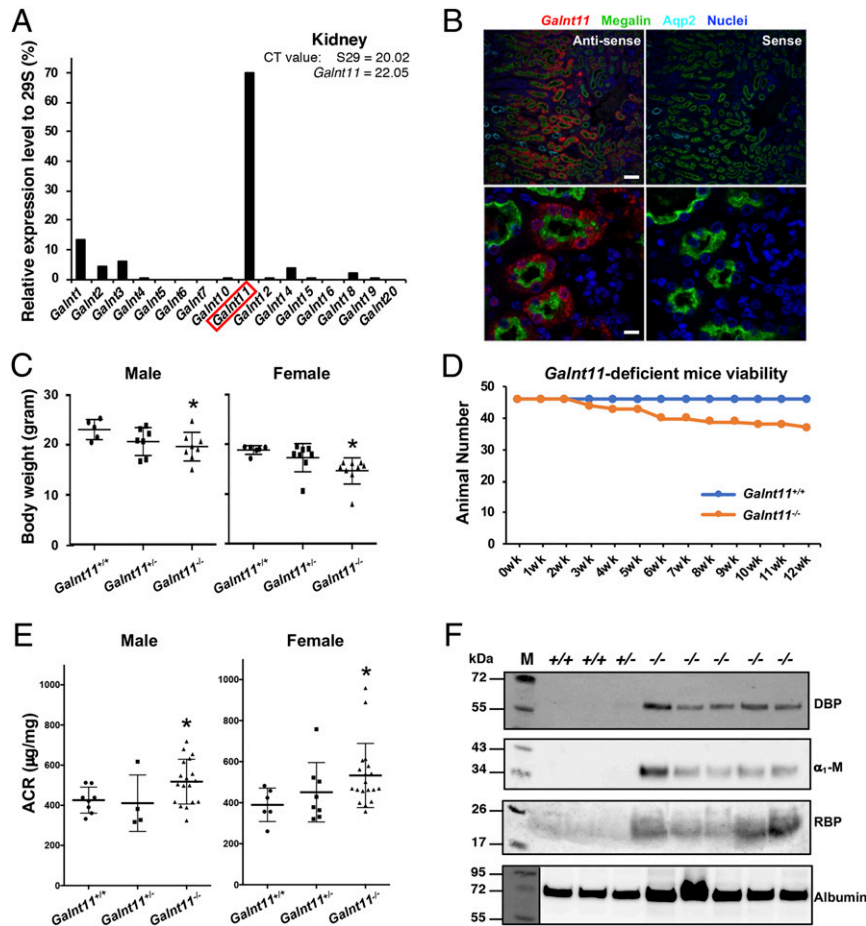 A
Kidney
CT value: S29 = 20.02
Galnt11 = 22.05
Relative expression level to 29S (%)
70
60
50
40
30
20
10
0
Galnt1
Galnt2
Galnt3
Galnt4
Galnt5
Galnt6
Galnt7
Galnt10
Galnt11
Galnt12
Galnt14
Galnt15
Galnt16
Galnt18
Galnt19
Galnt20
B
Galnt11 Megalin Aqp2 Nuclei
Anti-sense
Sense
C
Male
Female
Body weight (gram)
30
20
10
0
*
*
Galnt11+/+
Galnt11+/-
Galnt11-/-
Galnt11+/+
Galnt11+/-
Galnt11-/-
D
Galnt11-deficient mice viability
Animal Number
50
40
30
20
10
0
Galnt11+/+
Galnt11-/-
0wk
1wk
2wk
3wk
4wk
5wk
6wk
7wk
8wk
9wk
10wk
11wk
12wk
E
Male
Female
ACR (µg/mg)
1000
800
600
400
200
0
*
1000
800
600
400
200
0
*
Galnt11+/+
Galnt11+/-
Galnt11-/-
Galnt11+/+
Galnt11+/-
Galnt11-/-
F
kDa M +/+ +/+ +/- -/- -/- -/- -/- -/-
72
55
DBP
43
34
α1-M
26
17
RBP
95
72
55
Albumin